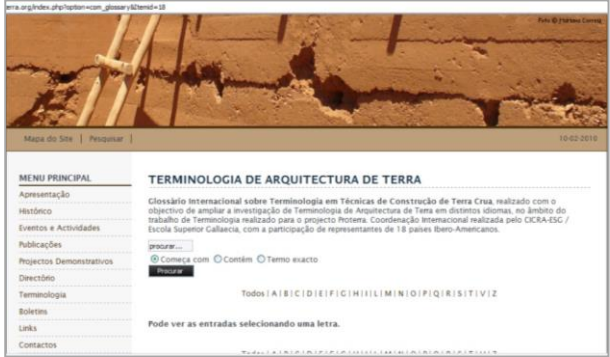 erra.org/index.php?option=com_glossary&Itemid=18
Foto © Mariana Correia
Mapa do Site | Pesquisar |
10-02-2010
MENU PRINCIPAL
Apresentação
Histórico
Eventos e Actividades
Publicações
Projectos Demonstrativos
Directório
Terminologia
Boletins
Links
Contactos
TERMINOLOGIA DE ARQUITECTURA DE TERRA
Glossário Internacional sobre Terminologia em Técnicas de Construcão de Terra Crua, realizado com o
objectivo de ampliar a investigação de Terminologia de Arquitectura de Terra em distintos idiomas, no âmbito do
trabalho de Terminologia realizado para o projecto Proterra. Coordenação Internacional realizada pelo CICRA-ESG /
Escola Superior Gallaecia, com a participação de representantes de 18 países Ibero-Americanos.
procurar...
Começa com Contém Termo exacto
Procurar
Todos | A | B | C | D | E | F | G | H | I | L | M | N | O | P | Q | R | S | T | V | Z
Pode ver as entradas selecionando uma letra.